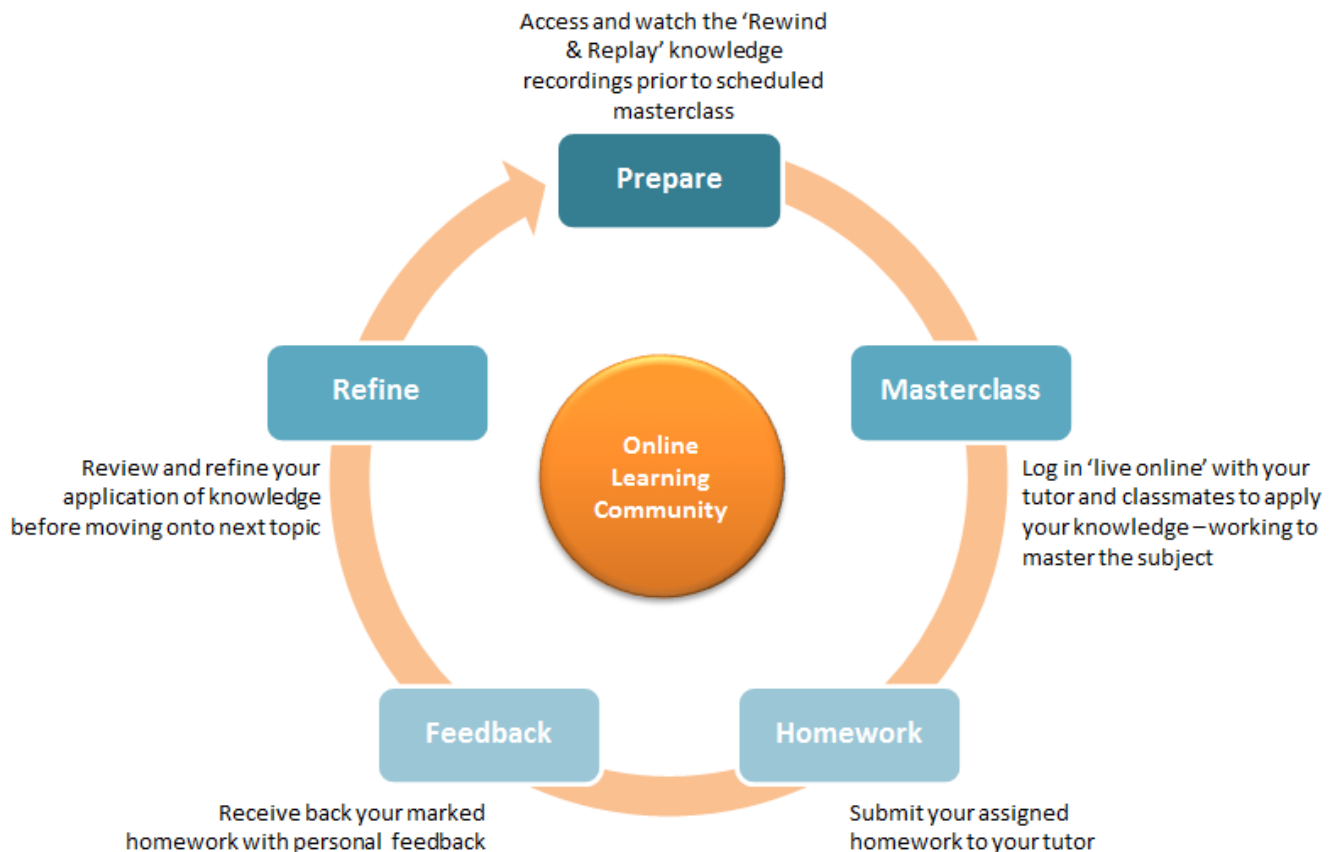 Access and watch the ‘Rewind
& Replay’ knowledge
recordings prior to scheduled
masterclass
Prepare
Masterclass
Log in ‘live online’ with your
tutor and classmates to apply
your knowledge – working to
master the subject
Homework
Submit your assigned
homework to your tutor
Feedback
Receive back your marked
homework with personal feedback
Refine
Review and refine your
application of knowledge
before moving onto next topic
Online
Learning
Community